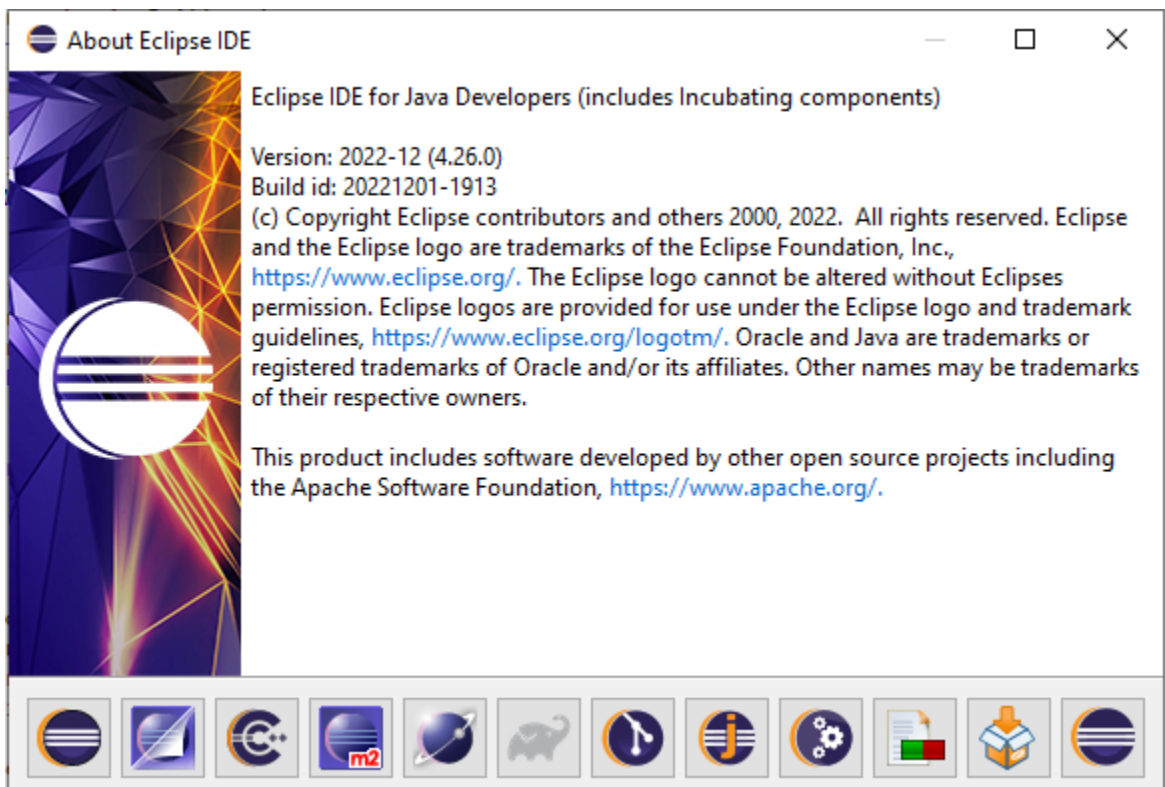 About Eclipse IDE
Eclipse IDE for Java Developers (includes Incubating components)
Version: 2022-12 (4.26.0)
Build id: 20221201-1913
(c) Copyright Eclipse contributors and others 2000, 2022.  All rights reserved. Eclipse
and the Eclipse logo are trademarks of the Eclipse Foundation, Inc.,
https://www.eclipse.org/. The Eclipse logo cannot be altered without Eclipses
permission. Eclipse logos are provided for use under the Eclipse logo and trademark
guidelines, https://www.eclipse.org/logotm/. Oracle and Java are trademarks or
registered trademarks of Oracle and/or its affiliates. Other names may be trademarks
of their respective owners.
This product includes software developed by other open source projects including
the Apache Software Foundation, https://www.apache.org/.
C++ m2 j